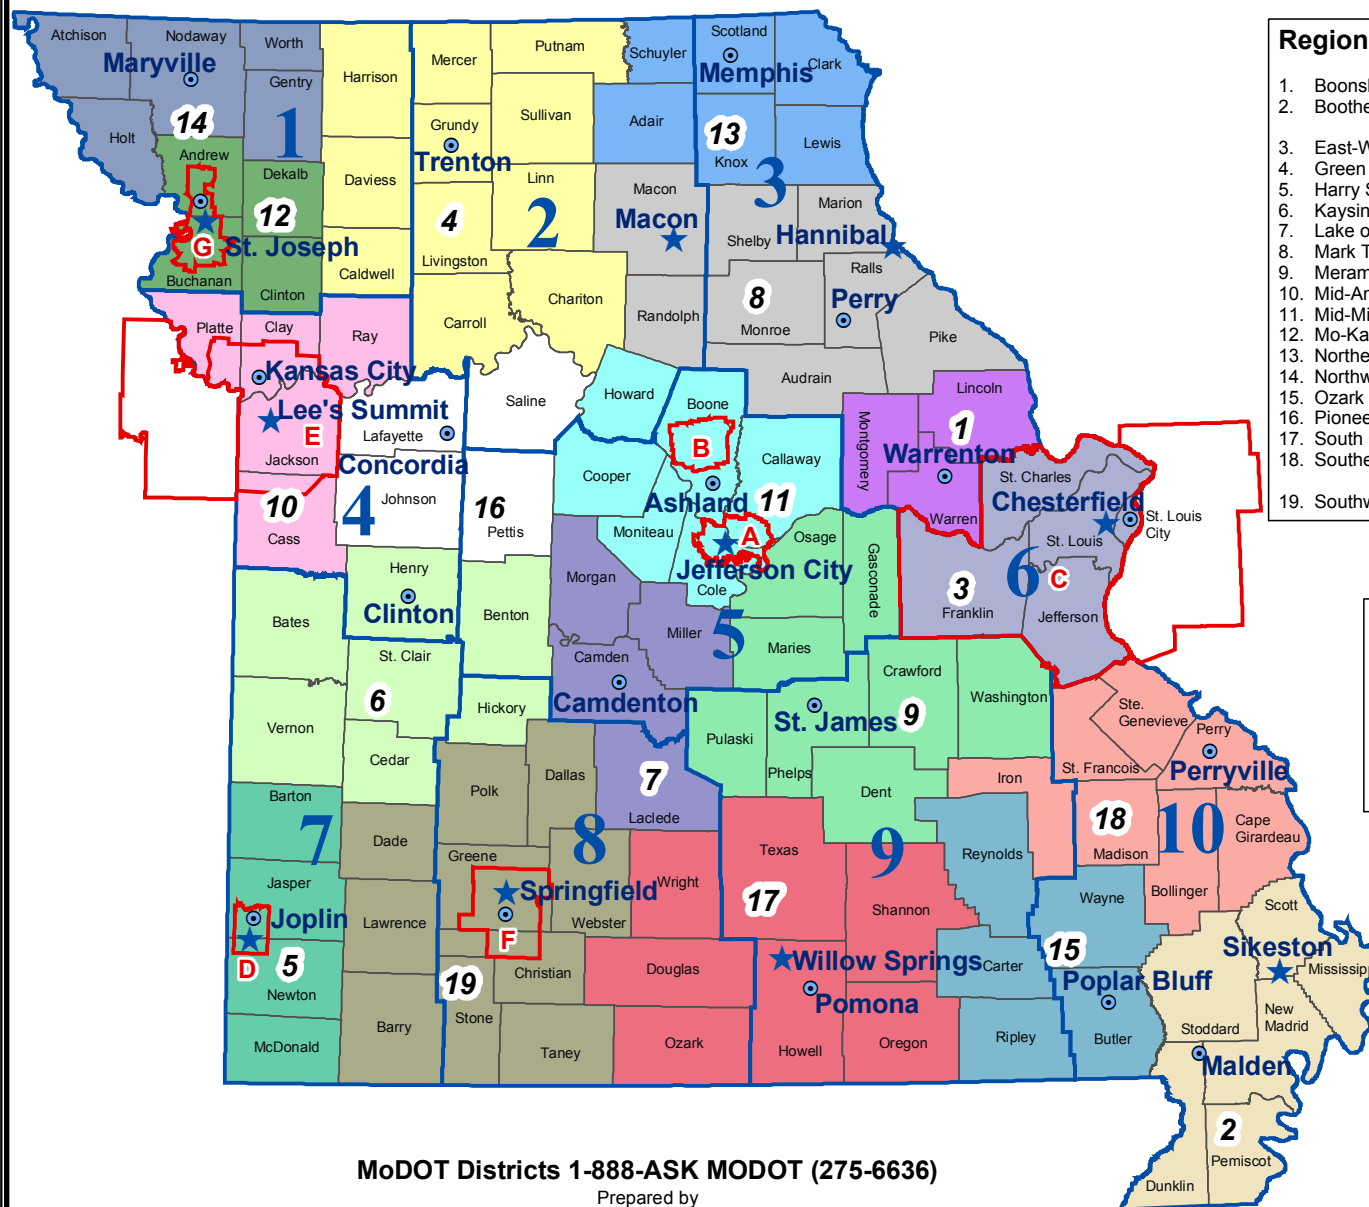 Atchison
Nodaway
Worth
Harrison
Mercer
Putnam
Schuyler
Scotland
Clark
Maryville
Memphis
Gentry
Holt
14
1
Grundy
Sullivan
Adair
13
Knox
Lewis
Trenton
Andrew
Dekalb
Daviess
Linn
Macon
3
Marion
12
4
2
Macon
Shelby
Hannibal
G
St. Joseph
Livingston
Caldwell
Buchanan
Clinton
Chariton
Ralls
8
Perry
Platte
Clay
Ray
Carroll
Randolph
Monroe
Pike
Kansas City
Audrain
Lincoln
Saline
Howard
Boone
Lee's Summit
Lafayette
E
Jackson
B
Montgomery
1
Warrenton
Concordia
Cooper
Callaway
St. Charles
10
4
Johnson
16
Pettis
Ashland
11
Chesterfield
St. Louis
City
Cass
Moniteau
A
Osage
Warren
St. Louis
Henry
Morgan
Jefferson City
Gasconade
3
6
C
Clinton
Cole
Franklin
Jefferson
Bates
Benton
Miller
5
Maries
St. Clair
Camden
Crawford
Washington
6
Hickory
Camdenton
St. James
9
Ste.
Genevieve
Vernon
Pulaski
Perry
Cedar
Phelps
St. Francois
Perryville
Dallas
7
Iron
Barton
Polk
Dent
7
Laclede
18
10
Cape
Girardeau
Dade
8
Texas
9
Reynolds
Madison
Greene
Jasper
Wright
Bollinger
Springfield
17
Shannon
Wayne
Scott
Joplin
Lawrence
Webster
F
D
5
Newton
19
Christian
Douglas
Willow Springs
Carter
15
Sikeston
Poplar Bluff
Pomona
Stone
New
Madrid
Barry
Stoddard
McDonald
Taney
Ozark
Howell
Oregon
Ripley
Butler
Malden
2
Pemiscot
Dunklin
Region
1. Boonsl
2. Boothe
3. East-W
4. Green
5. Harry S
6. Kaysin
7. Lake o
8. Mark T
9. Meram
10. Mid-Am
11. Mid-Mi
12. Mo-Ka
13. Northe
14. Northw
15. Ozark
16. Pionee
17. South
18. Southe
19. Southw
MoDOT Districts 1-888-ASK MODOT (275-6636)
Prepared by